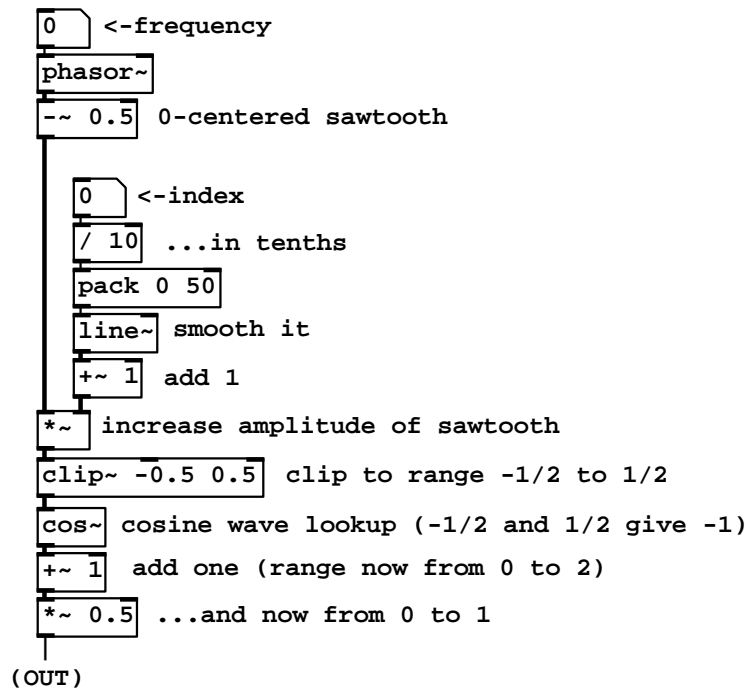 0 <-frequency
phasor~
-~ 0.5 0-centered sawtooth
0 <-index
/ 10 ...in tenths
pack 0 50
line~ smooth it
+~ 1 add 1
*~ increase amplitude of sawtooth
clip~ -0.5 0.5 clip to range -1/2 to 1/2
cos~ cosine wave lookup (-1/2 and 1/2 give -1)
+~ 1 add one (range now from 0 to 2)
*~ 0.5 ...and now from 0 to 1
(OUT)